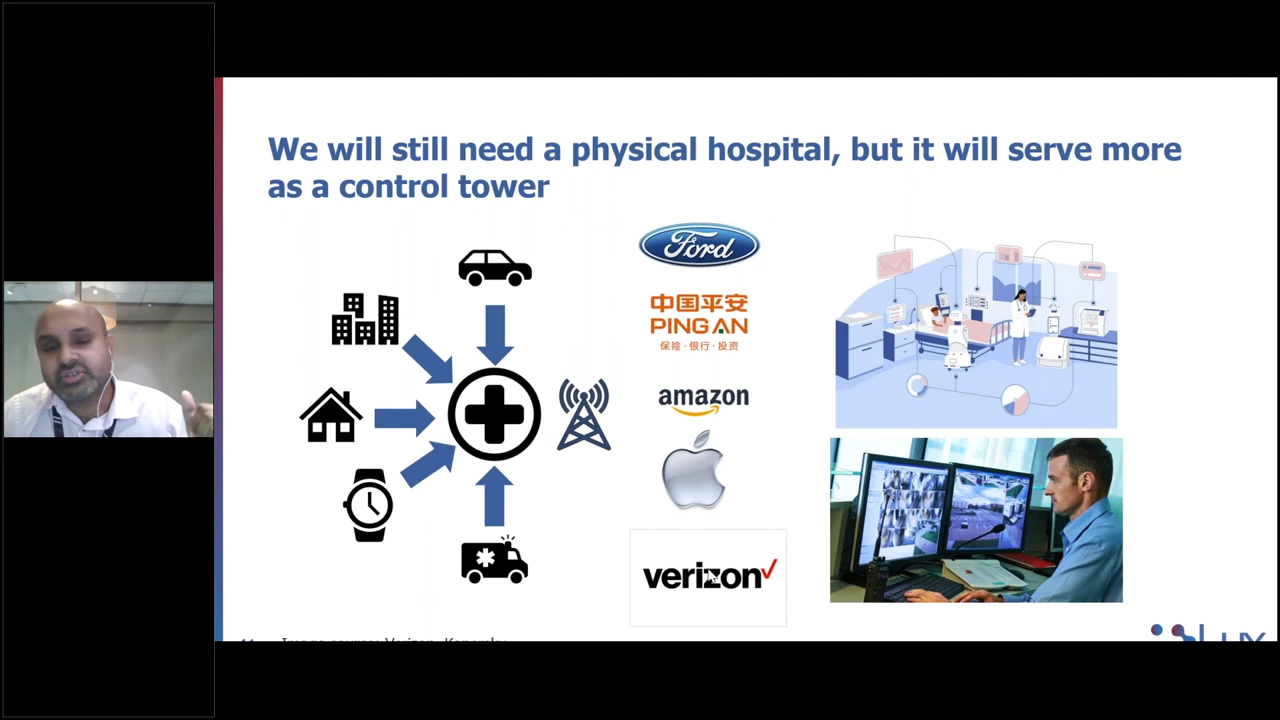 We will still need a physical hospital, but it will serve more
as a control tower
Ford
中国平安
PING AN
保险·银行·投资
amazon
verizon